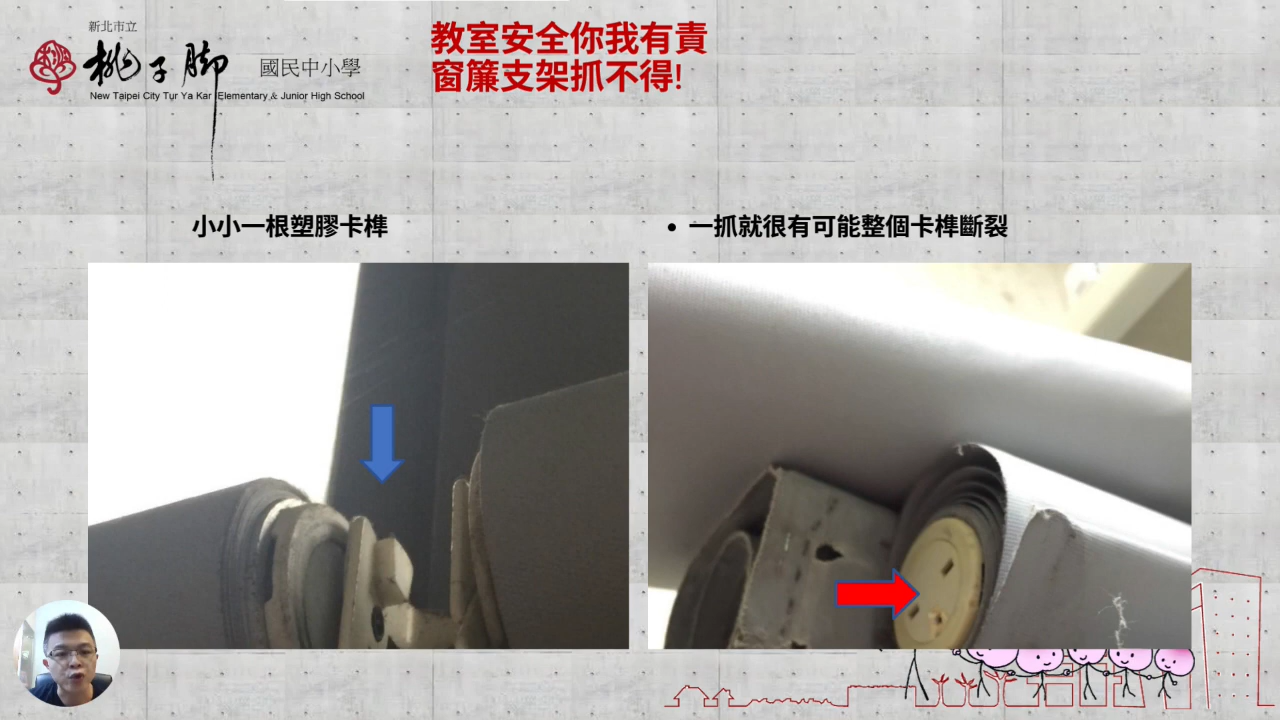 新北市立
桃子腳 國民中小學
New Taipei City Tur Ya Kar Elementary & Junior High School
教室安全你我有責
窗簾支架抓不得!
小小一根塑膠卡榫
• 一抓就很有可能整個卡榫斷裂